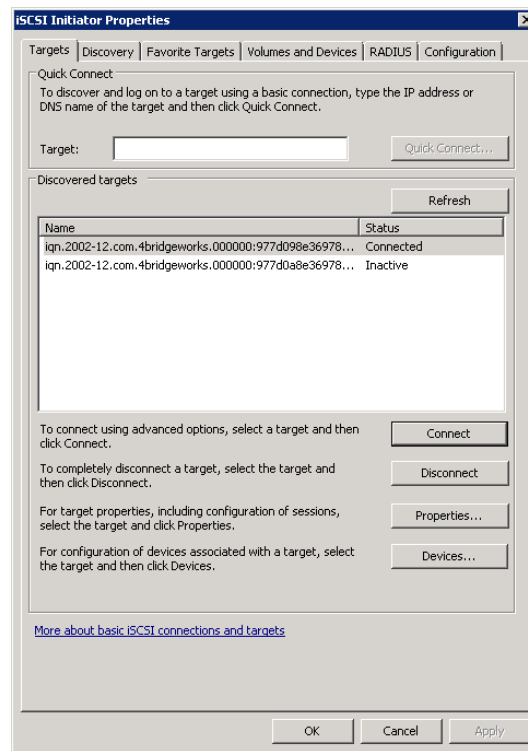 iSCSI Initiator Properties
Targets Discovery Favorite Targets Volumes and Devices RADIUS Configuration
Quick Connect
To discover and log on to a target using a basic connection, type the IP address or
DNS name of the target and then click Quick Connect.
Target:
Quick Connect...
Discovered targets
Refresh
Name Status
iqn.2002-12.com.4bridgeworks.000000:977d098e36978... Connected
iqn.2002-12.com.4bridgeworks.000000:977d0a8e36978... Inactive
To connect using advanced options, select a target and then
click Connect.
Connect
To completely disconnect a target, select the target and
then click Disconnect.
Disconnect
For target properties, including configuration of sessions,
select the target and click Properties.
Properties...
For configuration of devices associated with a target, select
the target and then click Devices.
Devices...
More about basic iSCSI connections and targets
OK Cancel Apply